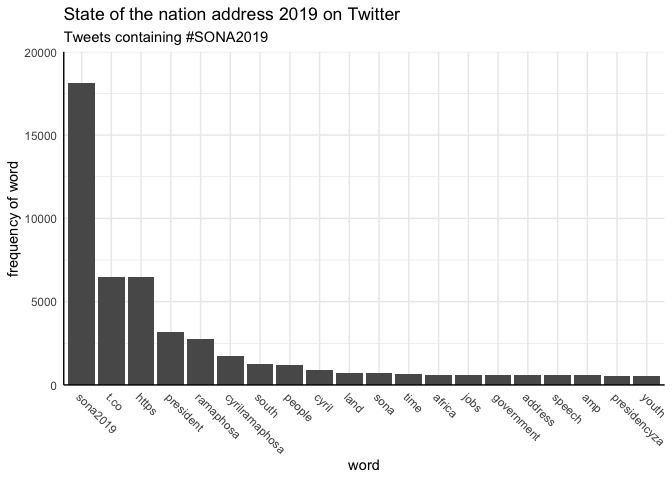 State of the nation address 2019 on Twitter
Tweets containing #SONA2019
20000
15000
10000
5000
0
frequency of word
sona2019
t.co
https
president
ramaphosa
cyrilramaphosa
south
people
cyril
land
sona
time
africa
jobs
government
address
speech
amp
presidencyza
youth
word